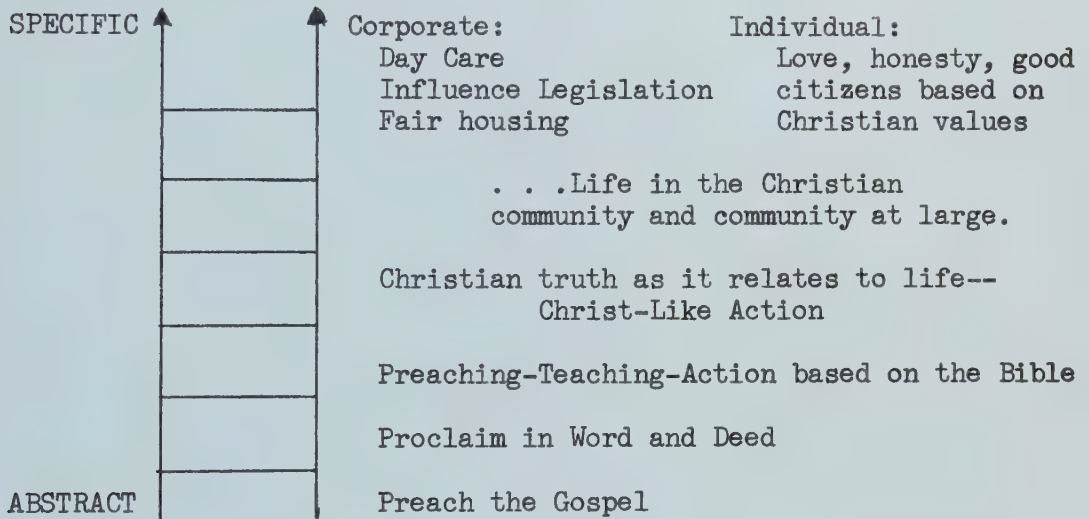 SPECIFIC
Corporate:
Day Care
Influence Legislation
Fair housing
Individual:
Love, honesty, good
citizens based on
Christian values
. . .Life in the Christian
community and community at large.
Christian truth as it relates to life--
Christ-Like Action
Preaching-Teaching-Action based on the Bible
Proclaim in Word and Deed
ABSTRACT
Preach the Gospel